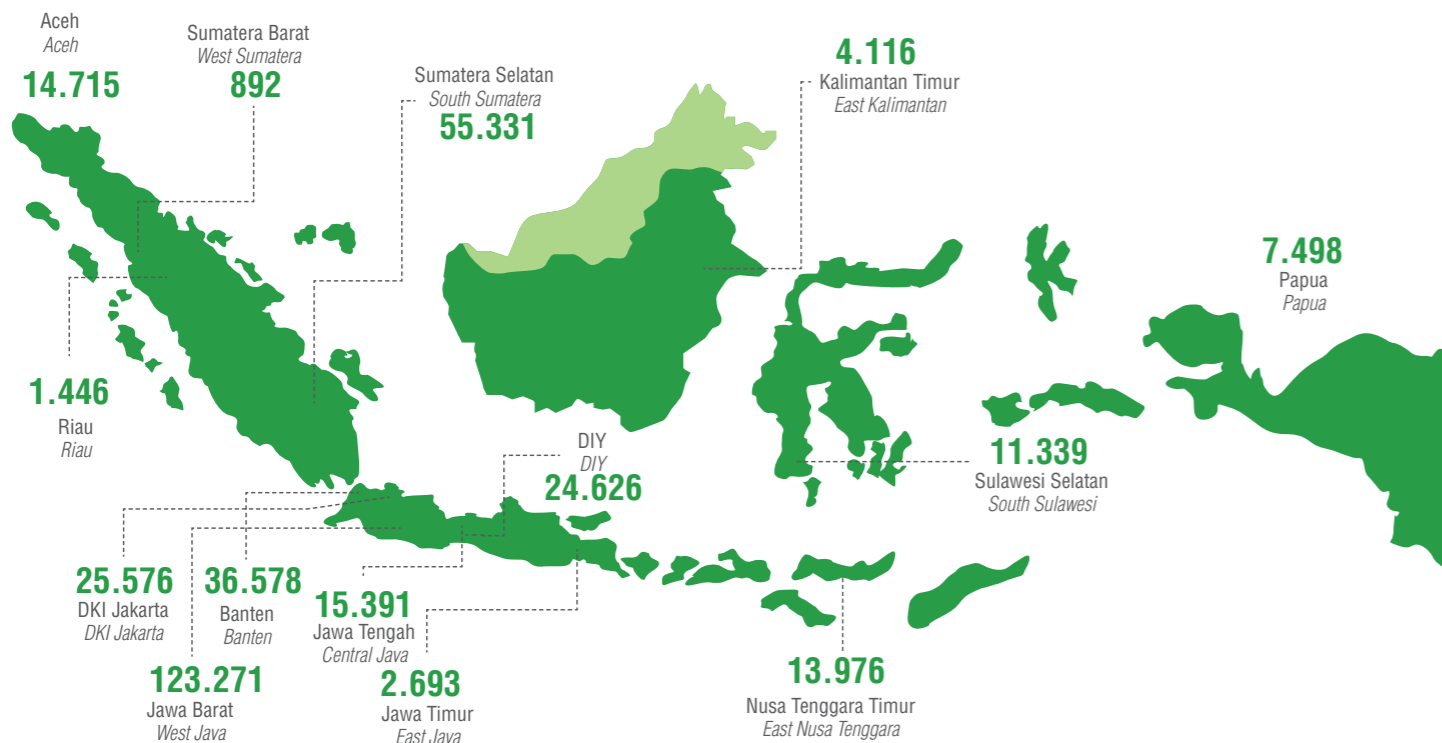 Aceh
Aceh
14.715
Sumatera Barat
West Sumatera
892
Sumatera Selatan
South Sumatera
55.331
4.116
Kalimantan Timur
East Kalimantan
7.498
Papua
Papua
1.446
Riau
Riau
DIY
DIY
24.626
11.339
Sulawesi Selatan
South Sulawesi
25.576
DKI Jakarta
DKI Jakarta
36.578
Banten
Banten
15.391
Jawa Tengah
Central Java
123.271
Jawa Barat
West Java
2.693
Jawa Timur
East Java
13.976
Nusa Tenggara Timur
East Nusa Tenggara